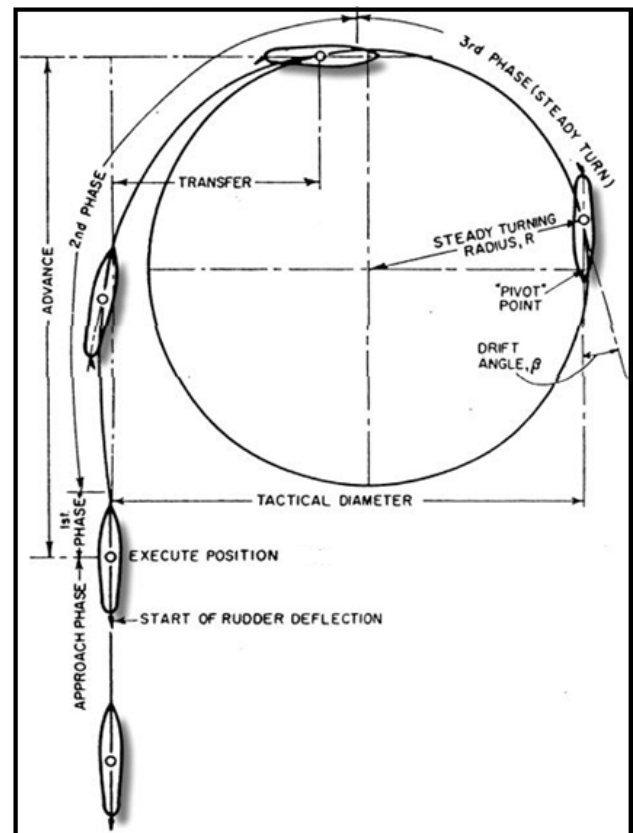 3rd PHASE (STEADY TURN)
TRANSFER
2nd PHASE
ADVANCE
STEADY TURNING
RADIUS, R
"PIVOT"
POINT
DRIFT
ANGLE, β
TACTICAL DIAMETER
1st.
PHASE
EXECUTE POSITION
APPROACH PHASE
START OF RUDDER DEFLECTION